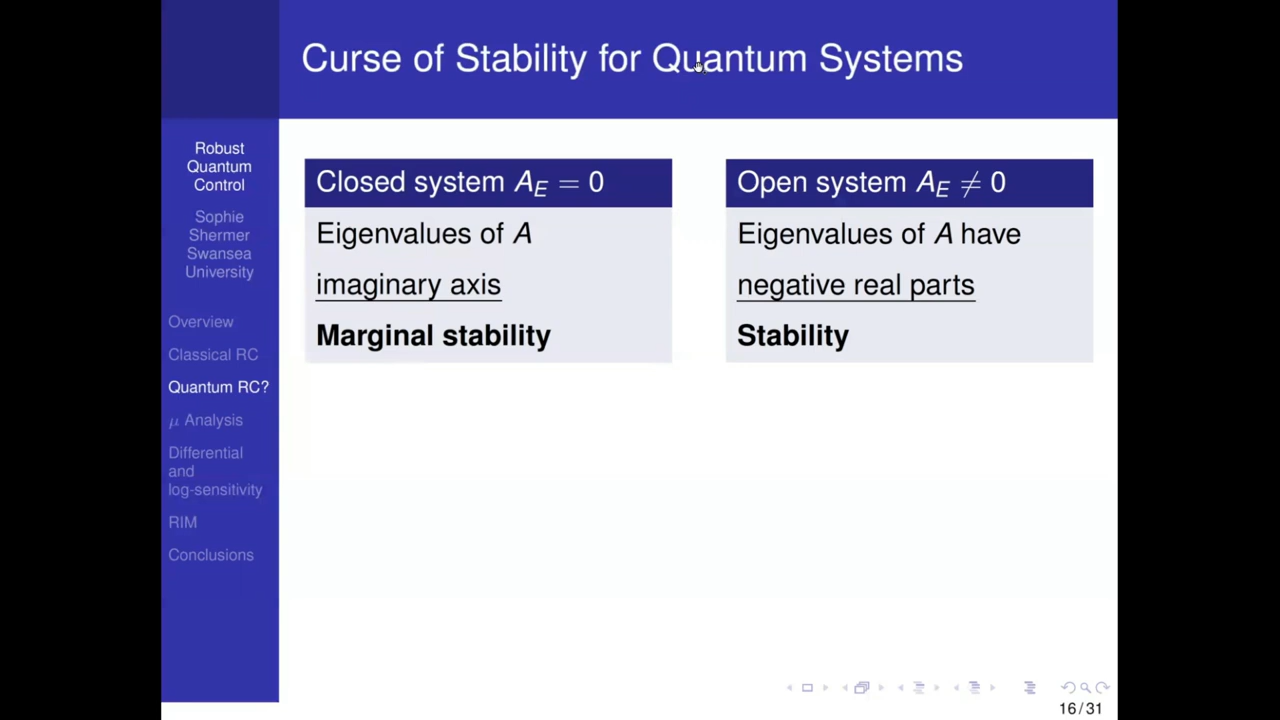 Curse of Stability for Quantum Systems
Robust
Quantum
Control
Sophie
Shermer
Swansea
University
Overview
Classical RC
Quantum RC?
μ Analysis
Differential
and
log-sensitivity
RIM
Conclusions
Closed system A_E = 0
Eigenvalues of A
imaginary axis
Marginal stability
Open system A_E ≠ 0
Eigenvalues of A have
negative real parts
Stability
16/31